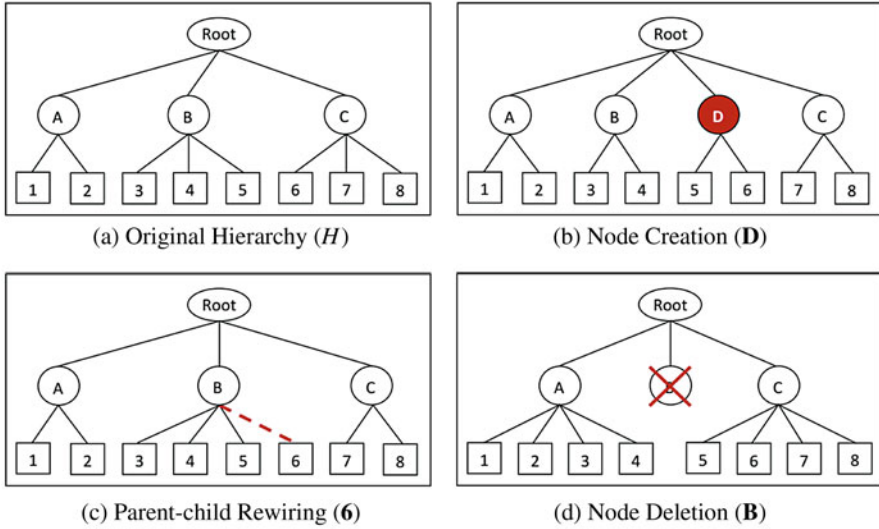 Root
A B C
1 2 3 4 5 6 7 8
(a) Original Hierarchy (H)
Root
A B D C
1 2 3 4 5 6 7 8
(b) Node Creation (D)
Root
A B C
1 2 3 4 5 6 7 8
(c) Parent-child Rewiring (6)
Root
A B C
1 2 3 4 5 6 7 8
(d) Node Deletion (B)